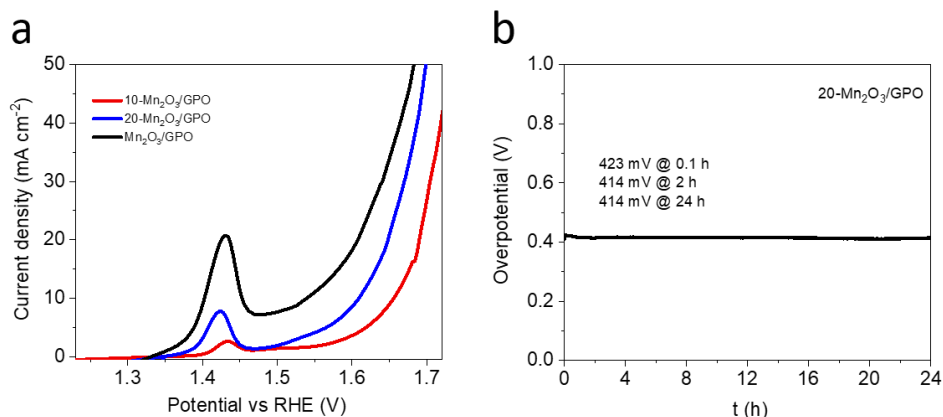 a
50
40
30
20
10
0
Current density (mA cm⁻²)
10-Mn₂O₃/GPO
20-Mn₂O₃/GPO
Mn₂O₃/GPO
1.3 1.4 1.5 1.6 1.7
Potential vs RHE (V)
b
1.0
0.8
0.6
0.4
0.2
0.0
Overpotential (V)
20-Mn₂O₃/GPO
423 mV @ 0.1 h
414 mV @ 2 h
414 mV @ 24 h
0 4 8 12 16 20 24
t (h)